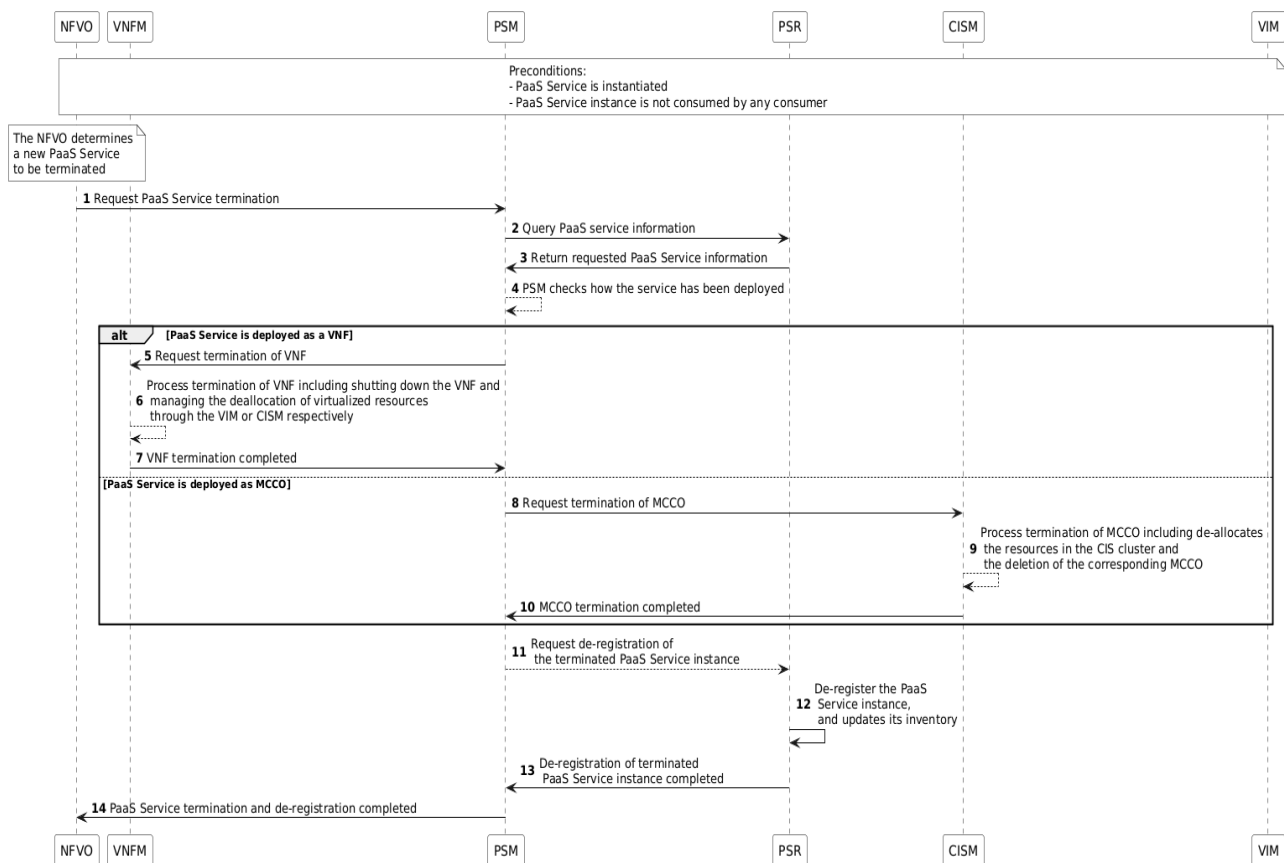 NFVO VNFM PSM PSR CISM VIM
Preconditions:
- PaaS Service is instantiated
- PaaS Service instance is not consumed by any consumer
The NFVO determines
a new PaaS Service
to be terminated
1 Request PaaS Service termination
2 Query PaaS service information
3 Return requested PaaS Service information
4 PSM checks how the service has been deployed
alt [PaaS Service is deployed as a VNF]
5 Request termination of VNF
Process termination of VNF including shutting down the VNF and
6 managing the deallocation of virtualized resources
through the VIM or CISM respectively
7 VNF termination completed
[PaaS Service is deployed as MCCO]
8 Request termination of MCCO
Process termination of MCCO including de-allocates
9 the resources in the CIS cluster and
the deletion of the corresponding MCCO
10 MCCO termination completed
Request de-registration of
11 the terminated PaaS Service instance
De-register the PaaS
12 Service instance,
and updates its inventory
De-registration of terminated
13 PaaS Service instance completed
14 PaaS Service termination and de-registration completed
NFVO VNFM PSM PSR CISM VIM